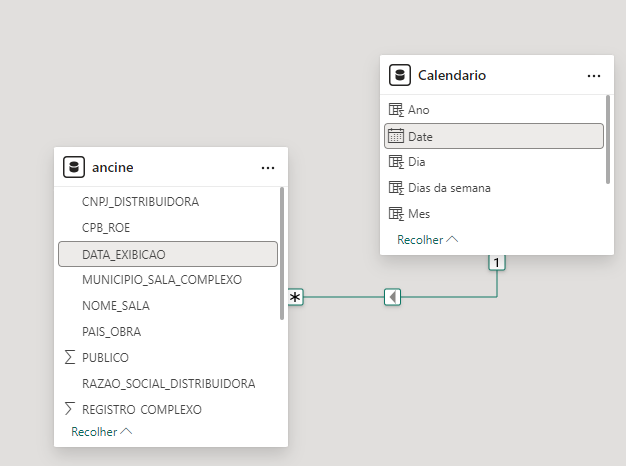 Calendario
Ano
Date
Dia
Dias da semana
Mes
Recolher
ancine
CNPJ_DISTRIBUIDORA
CPB_ROE
DATA_EXIBICAO
MUNICIPIO_SALA_COMPLEXO
NOME_SALA
PAIS_OBRA
PUBLICO
RAZAO_SOCIAL_DISTRIBUIDORA
REGISTRO_COMPLEXO
Recolher
1
*